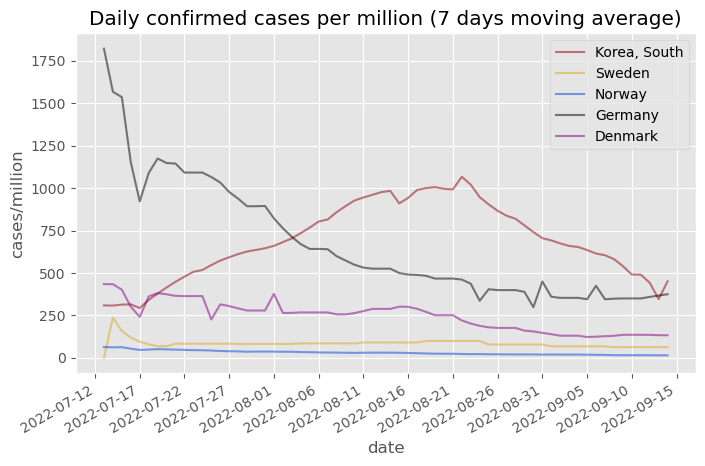 Daily confirmed cases per million (7 days moving average)
Korea, South
Sweden
Norway
Germany
Denmark
cases/million
1750
1500
1250
1000
750
500
250
0
2022-07-12
2022-07-17
2022-07-22
2022-07-27
2022-08-01
2022-08-06
2022-08-11
2022-08-16
2022-08-21
2022-08-26
2022-08-31
2022-09-05
2022-09-10
2022-09-15
date